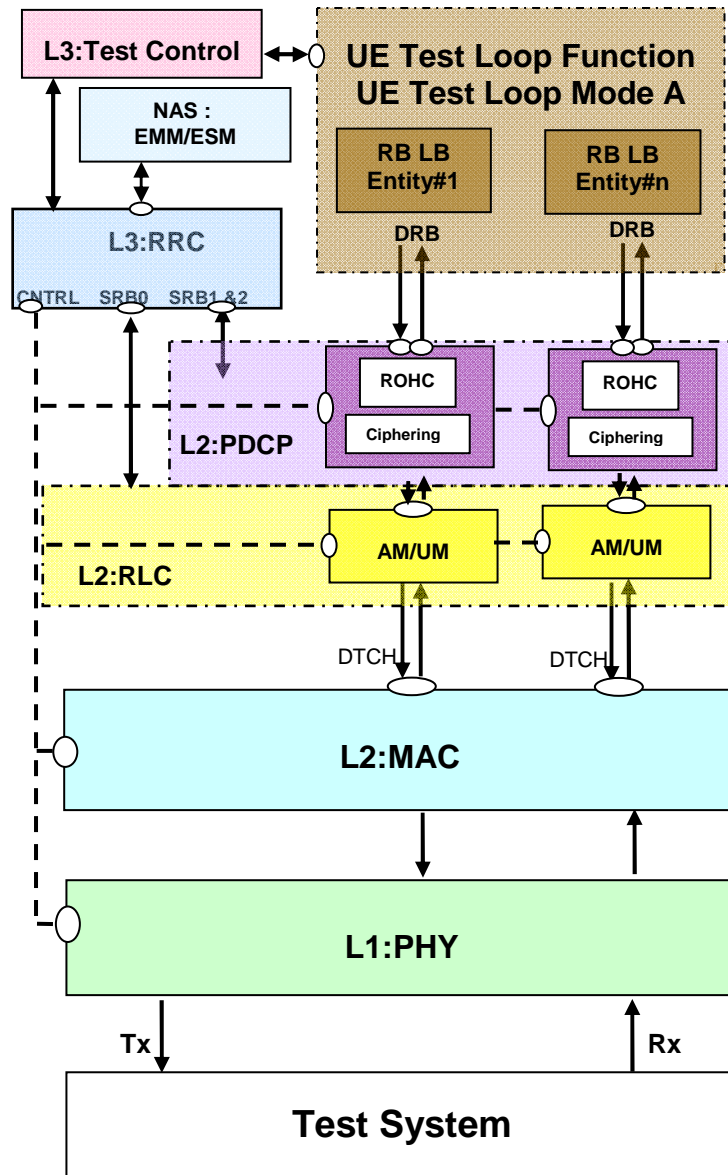 L3:Test Control
UE Test Loop Function
UE Test Loop Mode A
NAS :
EMM/ESM
RB LB
Entity#1
RB LB
Entity#n
DRB
DRB
L3:RRC
CNTRL SRB0 SRB1 &2
ROHC
ROHC
Ciphering
Ciphering
L2:PDCP
AM/UM
AM/UM
L2:RLC
DTCH
DTCH
L2:MAC
L1:PHY
Tx
Rx
Test System